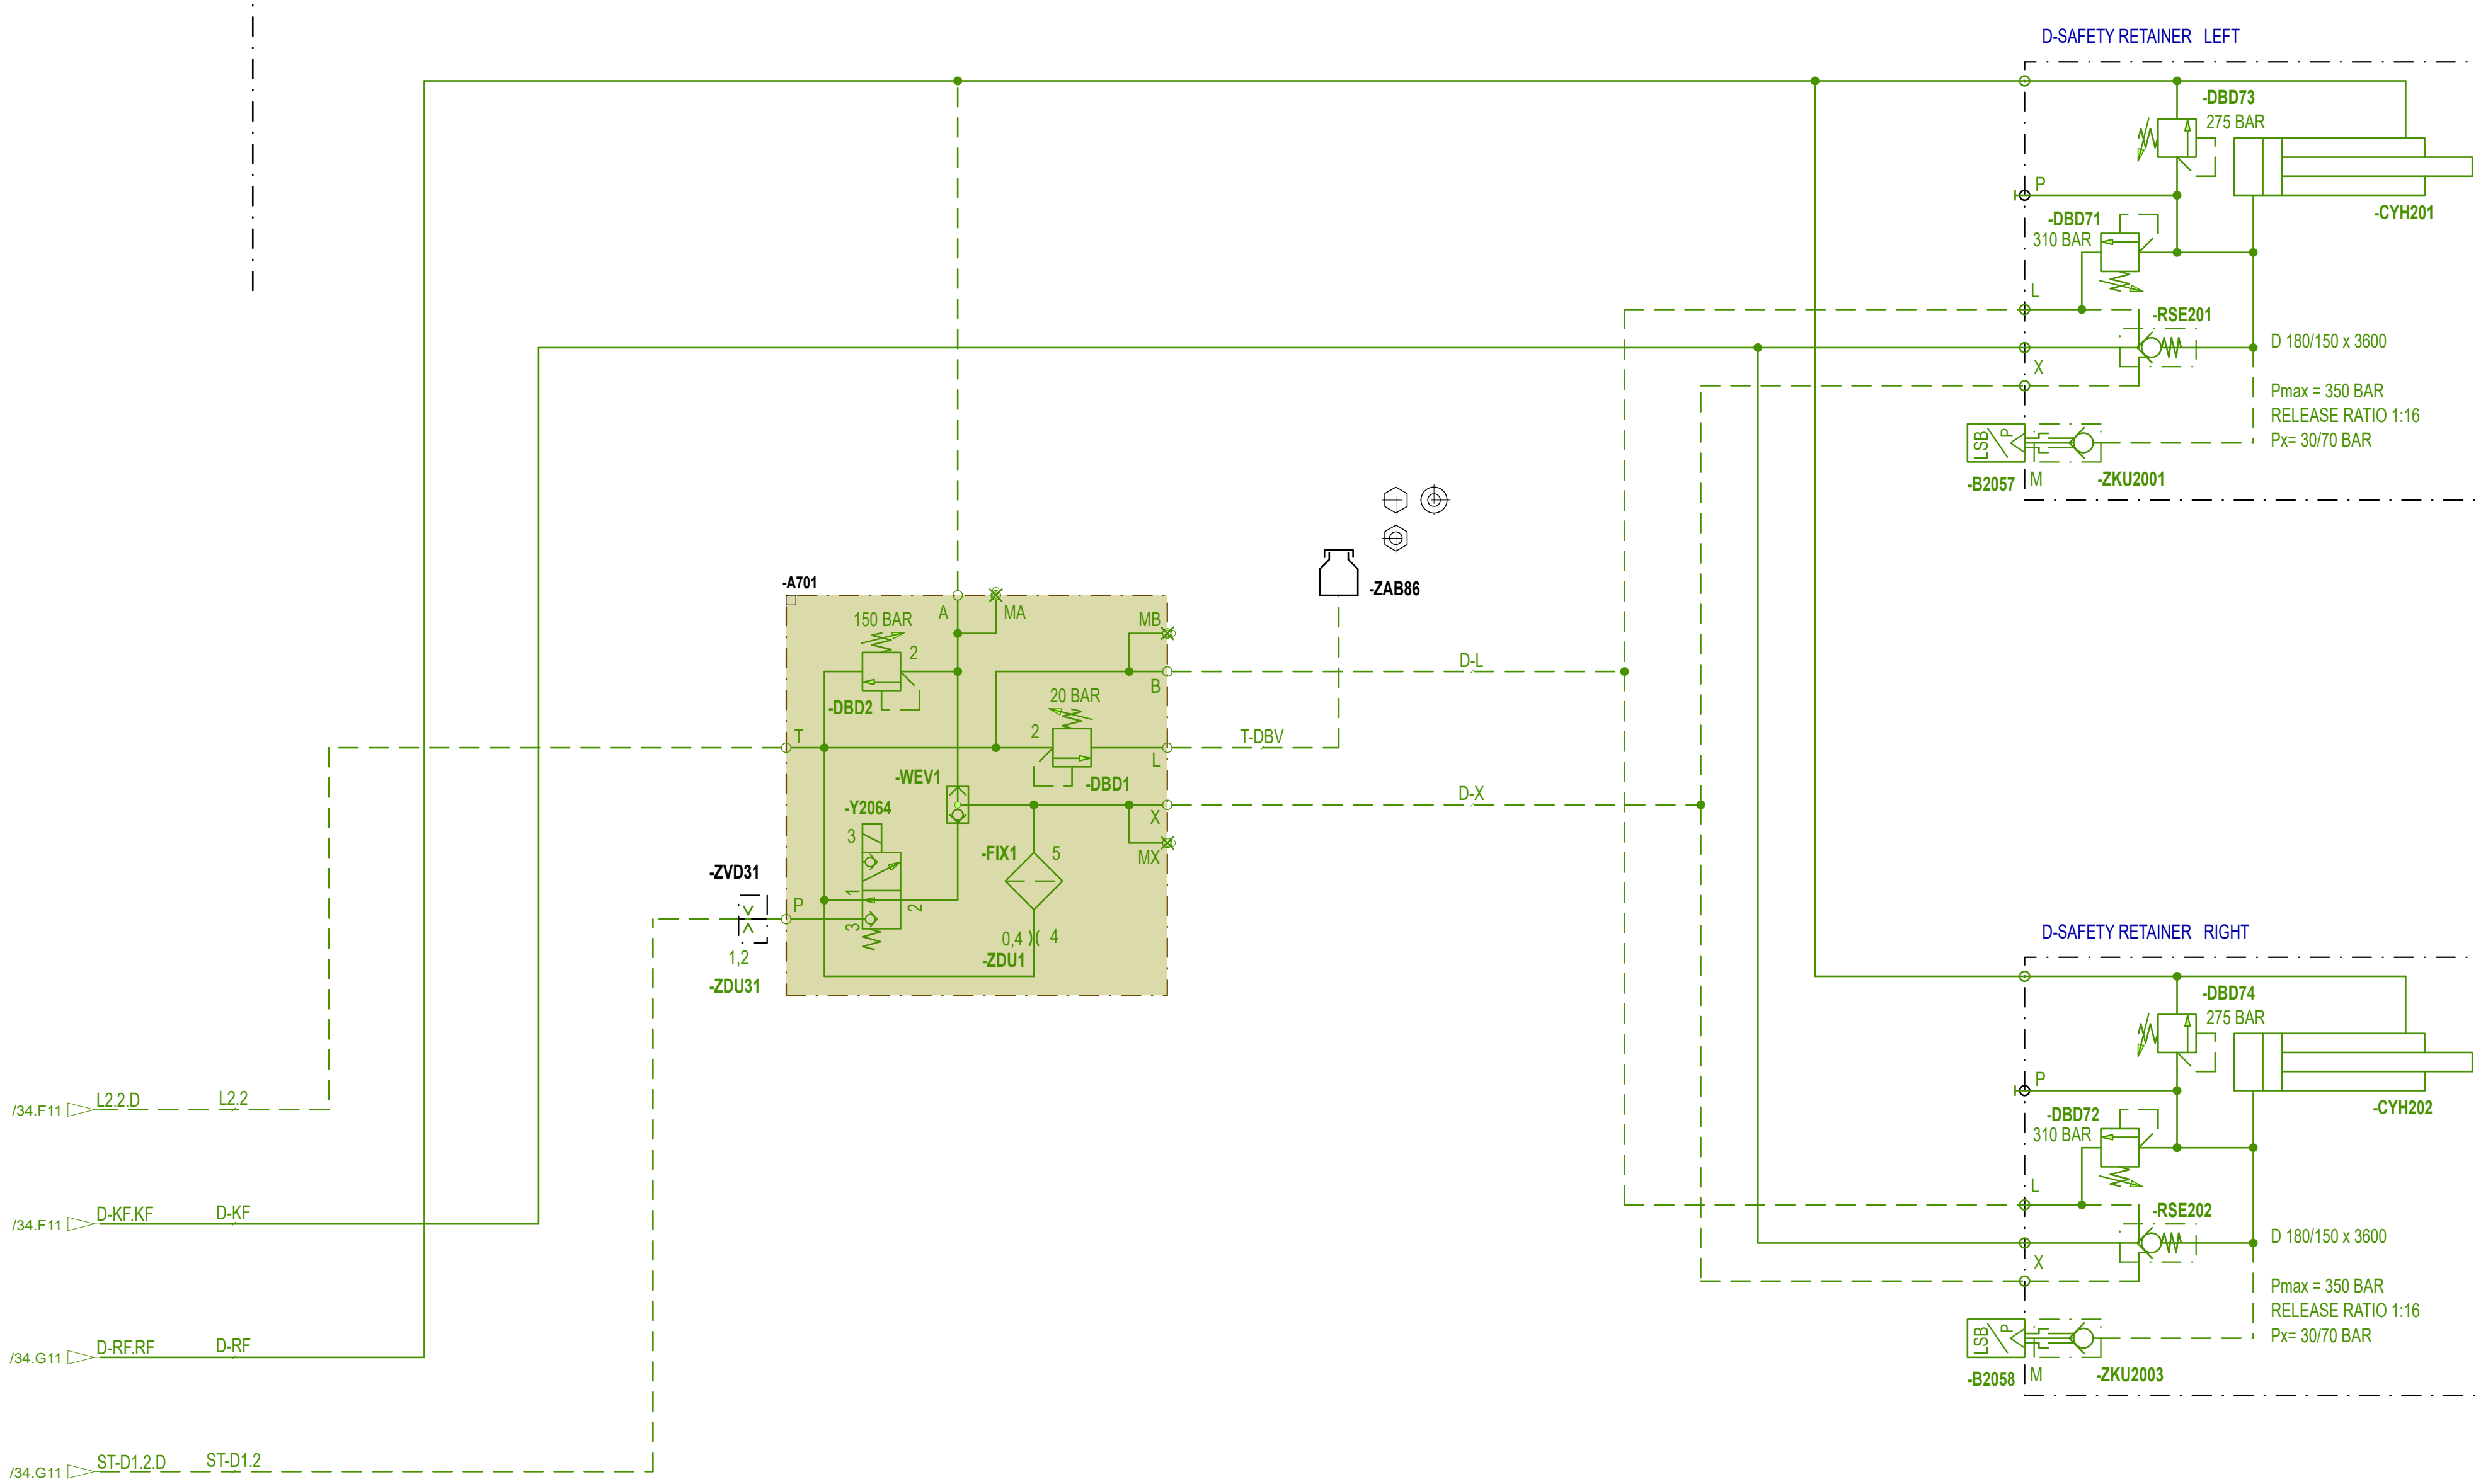 D-SAFETY RETAINER LEFT
-DBD73
275 BAR
P
-CYH201
-DBD71
310 BAR
L
-RSE201
D 180/150 x 3600
X
Pmax = 350 BAR
RELEASE RATIO 1:16
Px= 30/70 BAR
LSB
P
-B2057
M
-ZKU2001
-ZAB86
-A701
A
MA
150 BAR
2
MB
-DBD2
B
20 BAR
2
D-L
T
L
T-DBV
-DBD1
-WEV1
-Y2064
3
D-X
X
-FIX1
5
MX
-ZVD31
1
P
2
3
0,4
4
1,2
-ZDU1
-ZDU31
D-SAFETY RETAINER RIGHT
-DBD74
275 BAR
P
-CYH202
-DBD72
310 BAR
L
-RSE202
D 180/150 x 3600
X
Pmax = 350 BAR
RELEASE RATIO 1:16
Px= 30/70 BAR
LSB
P
-B2058
M
-ZKU2003
/34.F11
L2.2.D
L2.2
/34.F11
D-KF.KF
D-KF
/34.G11
D-RF.RF
D-RF
/34.G11
ST-D1.2.D
ST-D1.2